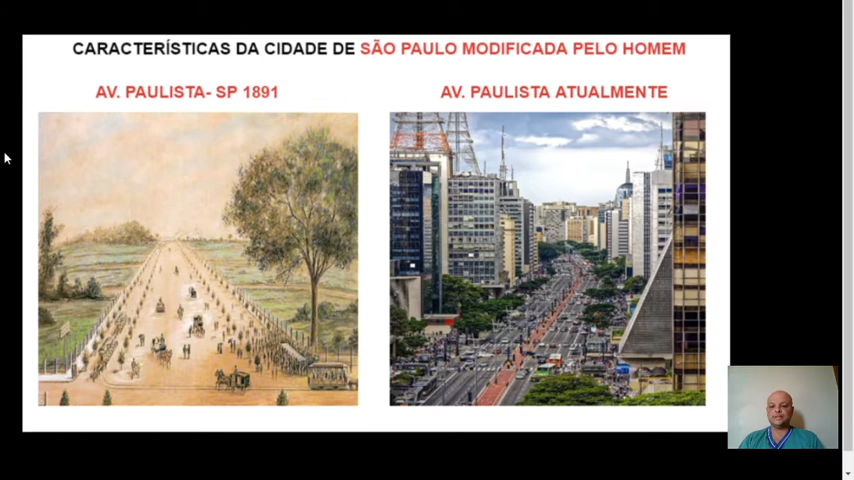 CARACTERÍSTICAS DA CIDADE DE SÃO PAULO MODIFICADA PELO HOMEM
AV. PAULISTA- SP 1891
AV. PAULISTA ATUALMENTE